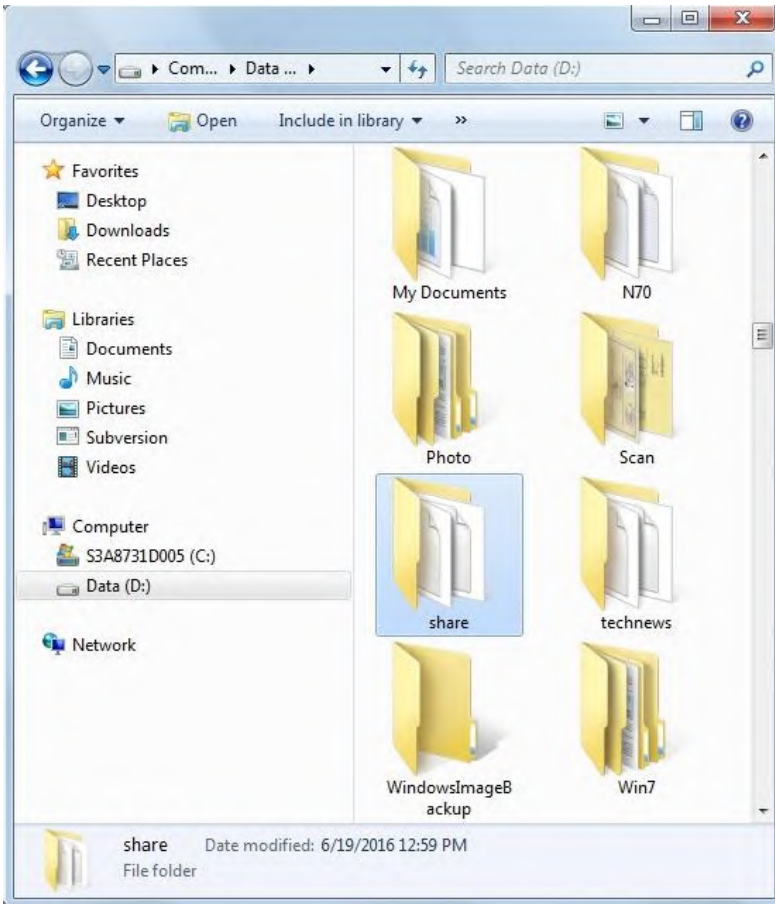 Com... Data ...
Search Data (D:)
Organize
Open
Include in library
»
Favorites
Desktop
Downloads
Recent Places
Libraries
Documents
Music
Pictures
Subversion
Videos
Computer
S3A8731D005 (C:)
Data (D:)
Network
My Documents
N70
Photo
Scan
share
technews
WindowsImageB
ackup
Win7
share Date modified: 6/19/2016 12:59 PM
File folder